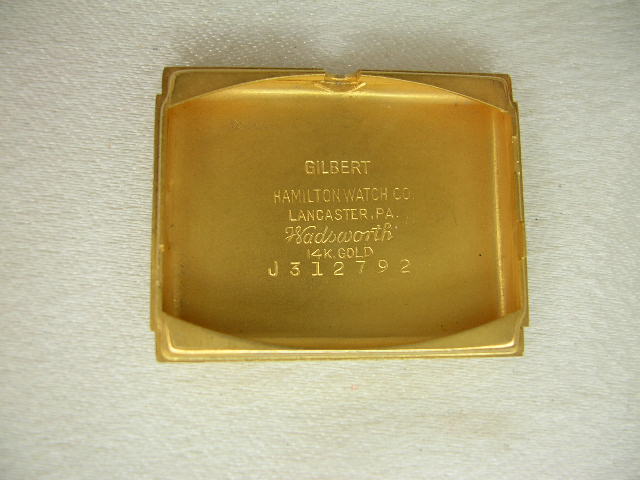 GILBERT
HAMILTON WATCH CO
LANCASTER, PA.
Wadsworth
14K. GOLD
J312792